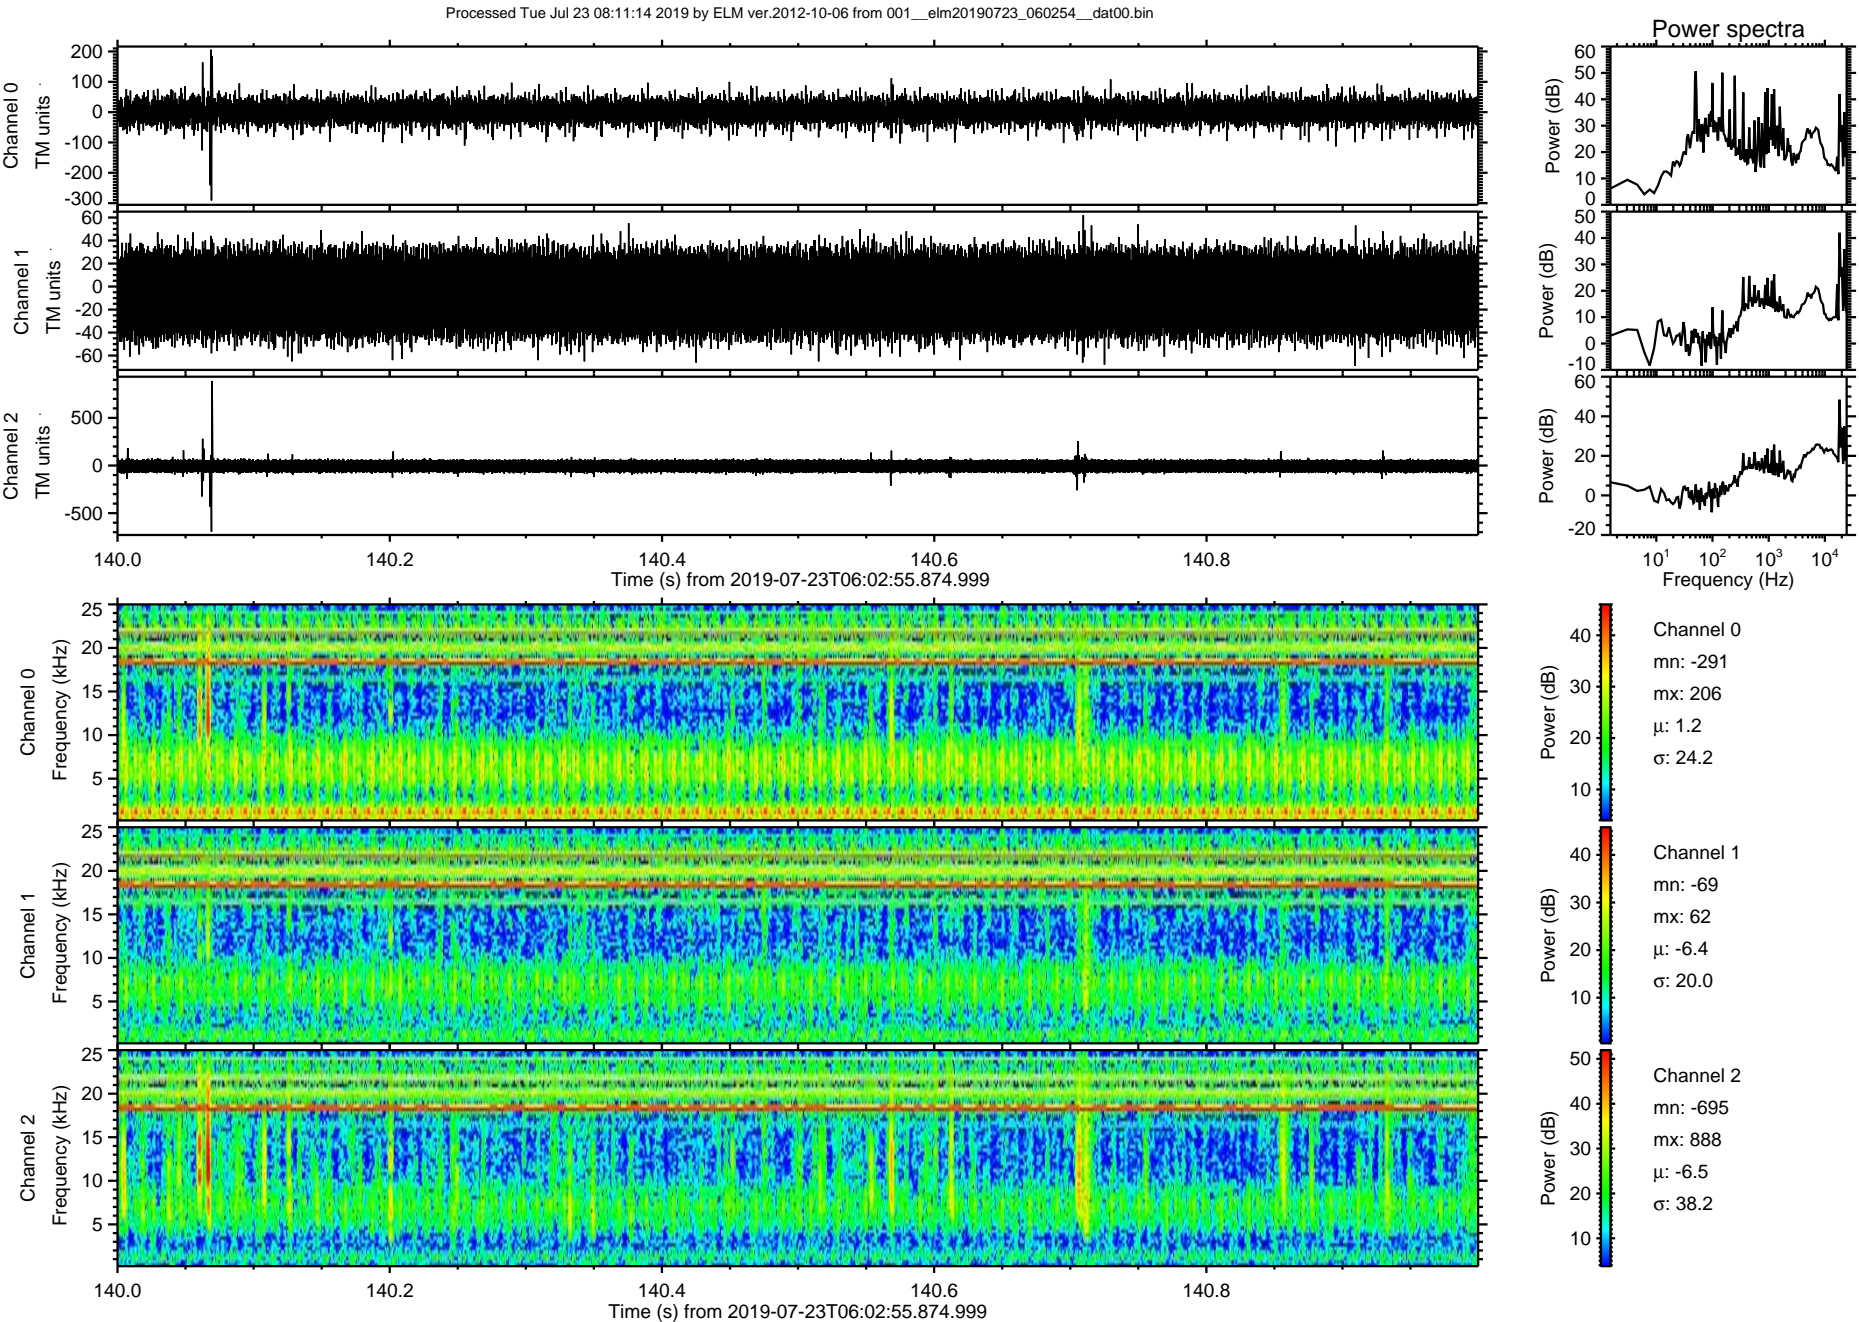 Processed Tue Jul 23 08:11:14 2019 by ELM ver.2012-10-06 from 001__elm20190723_060254__dat00.bin
Power spectra
Channel 0
TM units
200
100
0
-100
-200
-300
Power (dB)
60
50
40
30
20
10
0
Channel 1
TM units
60
40
20
0
-20
-40
-60
Power (dB)
50
40
30
20
10
0
-10
Channel 2
TM units
500
0
-500
Power (dB)
60
40
20
0
-20
140.0 140.2 140.4 140.6 140.8
Time (s) from 2019-07-23T06:02:55.874.999
10¹ 10² 10³ 10⁴
Frequency (Hz)
Channel 0
Frequency (kHz)
25
20
15
10
5
Power (dB)
40
30
20
10
Channel 0
mn: -291
mx: 206
μ: 1.2
σ: 24.2
Channel 1
Frequency (kHz)
25
20
15
10
5
Power (dB)
40
30
20
10
Channel 1
mn: -69
mx: 62
μ: -6.4
σ: 20.0
Channel 2
Frequency (kHz)
25
20
15
10
5
Power (dB)
50
40
30
20
10
Channel 2
mn: -695
mx: 888
μ: -6.5
σ: 38.2
140.0 140.2 140.4 140.6 140.8
Time (s) from 2019-07-23T06:02:55.874.999